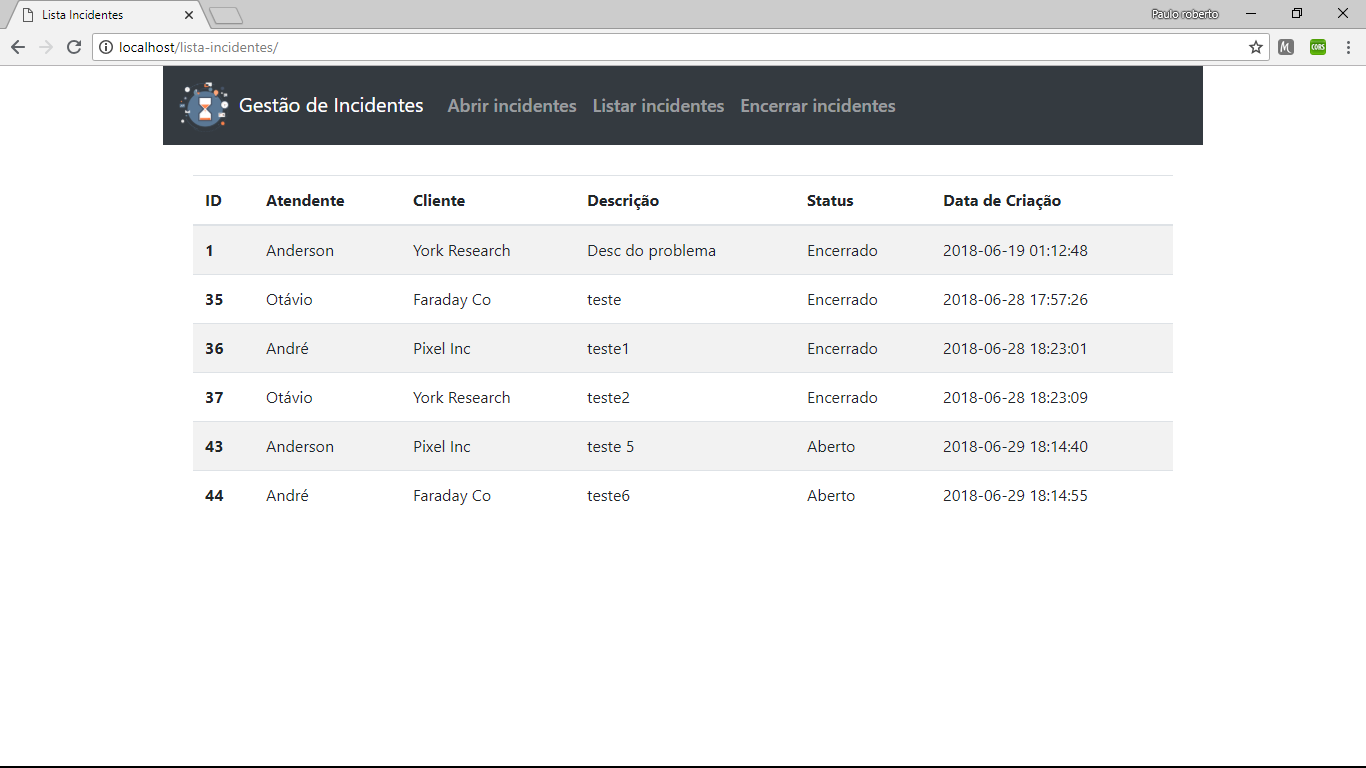 Lista Incidentes
Paulo roberto
localhost/lista-incidentes/
CORS
Gestão de Incidentes Abrir incidentes Listar incidentes Encerrar incidentes
ID Atendente Cliente Descrição Status Data de Criação
1 Anderson York Research Desc do problema Encerrado 2018-06-19 01:12:48
35 Otávio Faraday Co teste Encerrado 2018-06-28 17:57:26
36 André Pixel Inc teste1 Encerrado 2018-06-28 18:23:01
37 Otávio York Research teste2 Encerrado 2018-06-28 18:23:09
43 Anderson Pixel Inc teste 5 Aberto 2018-06-29 18:14:40
44 André Faraday Co teste6 Aberto 2018-06-29 18:14:55